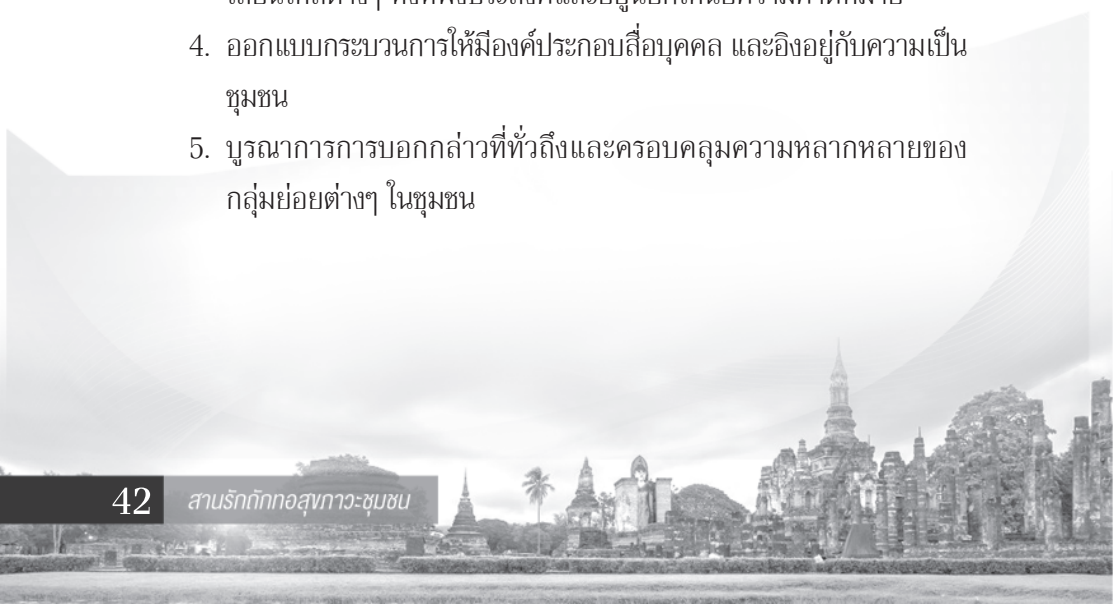 4. ออกแบบกระบวนการให้มีองค์ประกอบสื่อบุคคล และอิงอยู่กับความเป็น
ชุมชน
5. บูรณาการการบอกกล่าวที่ทั่วถึงและครอบคลุมความหลากหลายของ
กลุ่มย่อยต่างๆ ในชุมชน
42 สานรักถักทอสุขภาวะชุมชน